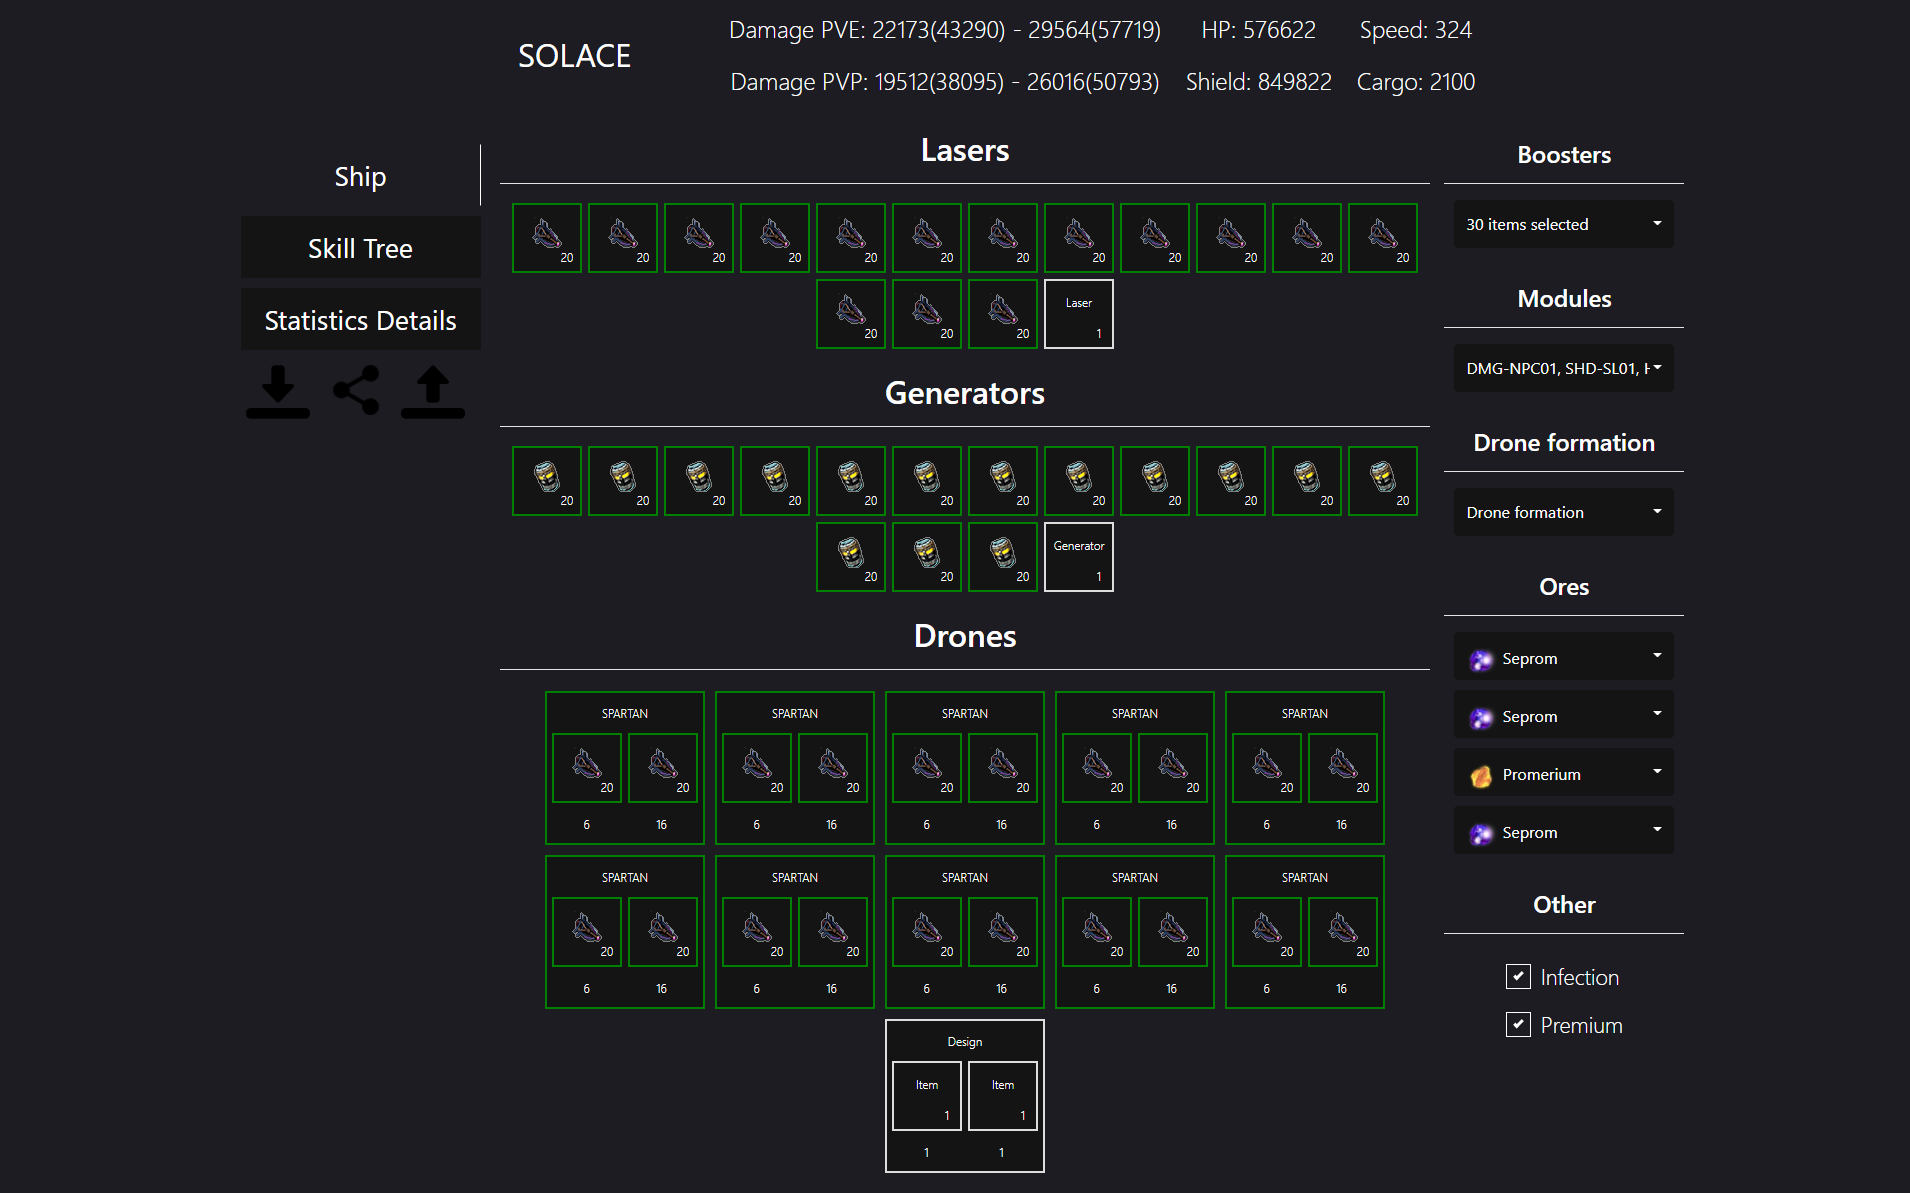 SOLACE
Damage PVE: 22173(43290) - 29564(57719) HP: 576622 Speed: 324
Damage PVP: 19512(38095) - 26016(50793) Shield: 849822 Cargo: 2100
Ship
Skill Tree
Statistics Details
Lasers
20 20 20 20 20 20 20 20 20 20 20 20
20 20 20 Laser 1
Generators
20 20 20 20 20 20 20 20 20 20 20 20
20 20 20 Generator 1
Drones
SPARTAN SPARTAN SPARTAN SPARTAN SPARTAN
20 20 20 20 20 20 20 20 20 20
6 16 6 16 6 16 6 16 6 16
SPARTAN SPARTAN SPARTAN SPARTAN SPARTAN
20 20 20 20 20 20 20 20 20 20
6 16 6 16 6 16 6 16 6 16
Design
Item Item
1 1
1 1
Boosters
30 items selected
Modules
DMG-NPC01, SHD-SL01,
Drone formation
Drone formation
Ores
Seprom
Seprom
Promerium
Seprom
Other
Infection
Premium